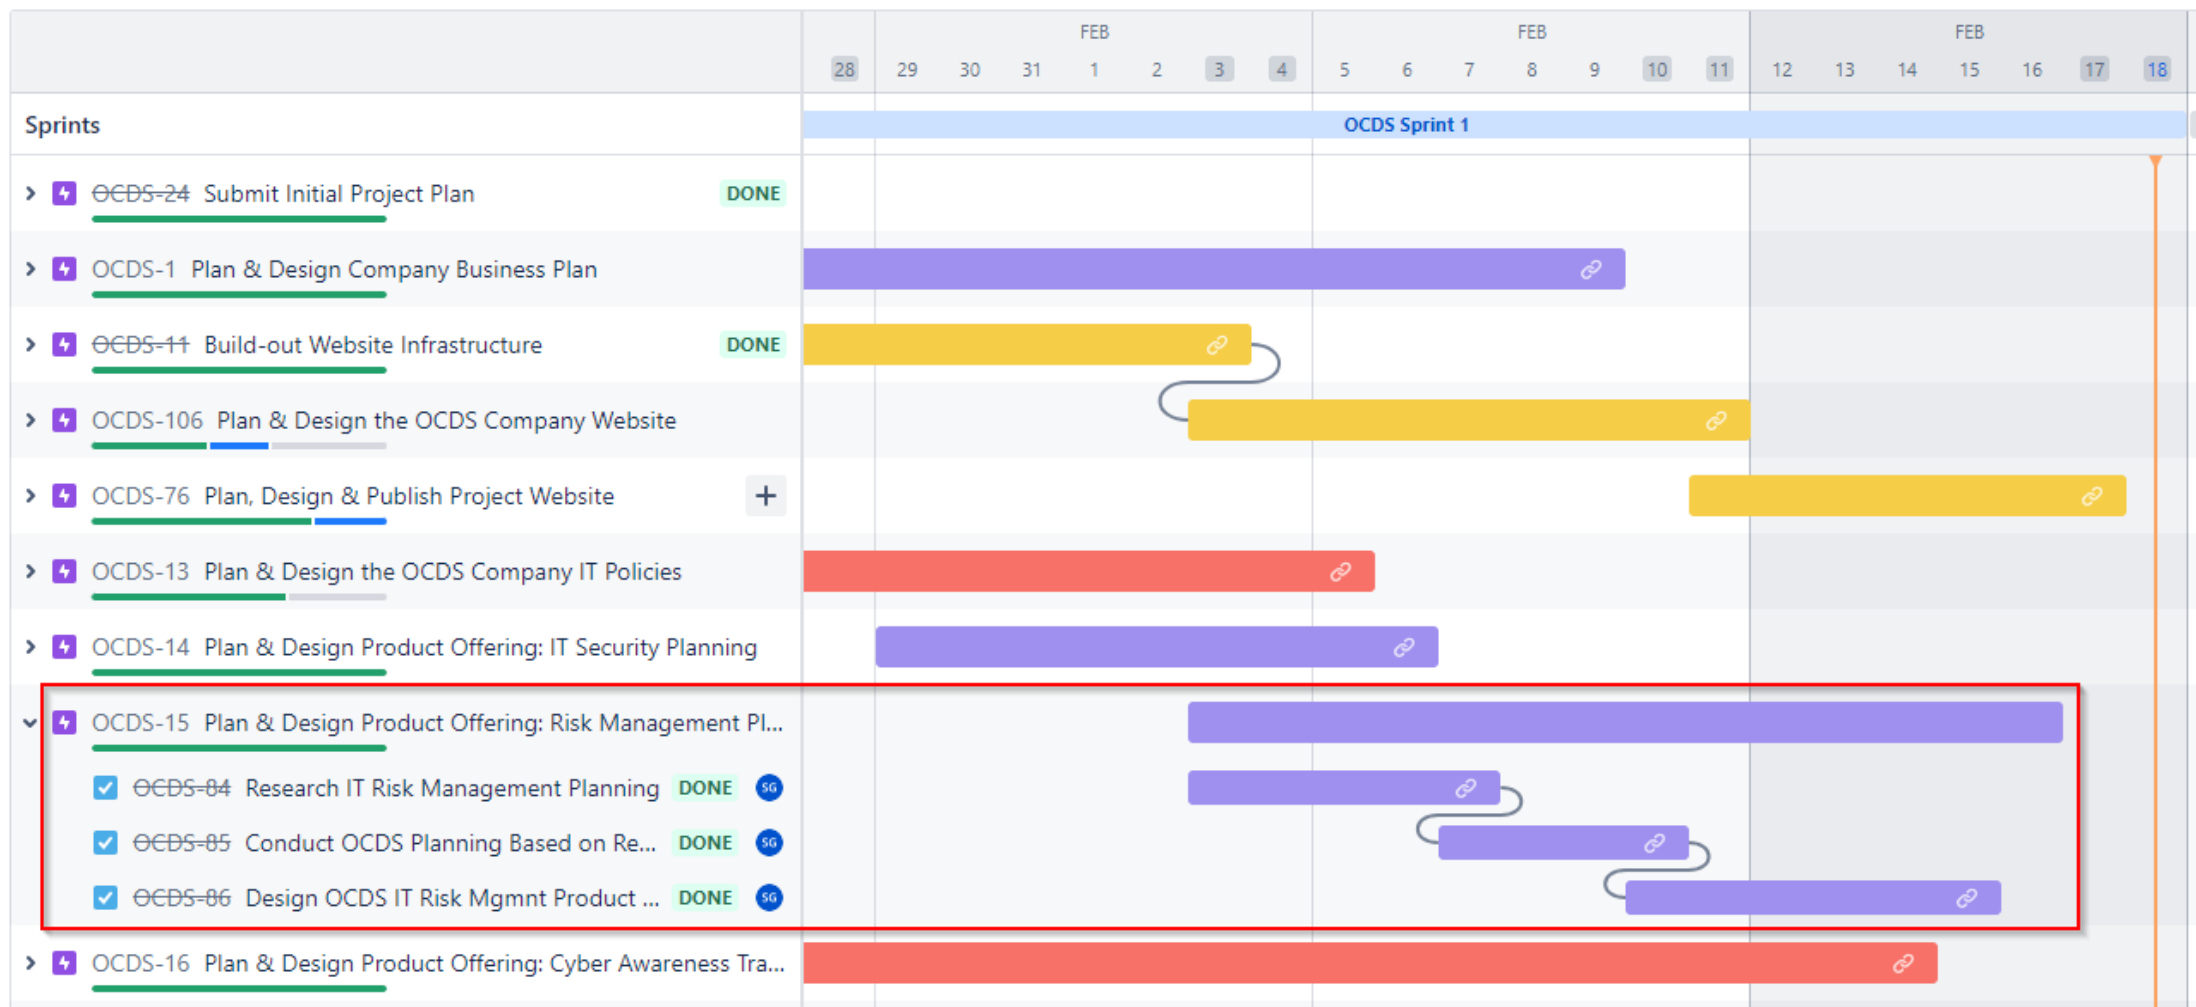 FEB FEB FEB
28 29 30 31 1 2 3 4 5 6 7 8 9 10 11 12 13 14 15 16 17 18
Sprints OCDS Sprint 1
OCDS-24 Submit Initial Project Plan DONE
OCDS-1 Plan & Design Company Business Plan
OCDS-11 Build-out Website Infrastructure DONE
OCDS-106 Plan & Design the OCDS Company Website
OCDS-76 Plan, Design & Publish Project Website +
OCDS-13 Plan & Design the OCDS Company IT Policies
OCDS-14 Plan & Design Product Offering: IT Security Planning
OCDS-15 Plan & Design Product Offering: Risk Management Pl...
OCDS-84 Research IT Risk Management Planning DONE SG
OCDS-85 Conduct OCDS Planning Based on Re... DONE SG
OCDS-86 Design OCDS IT Risk Mgmnt Product ... DONE SG
OCDS-16 Plan & Design Product Offering: Cyber Awareness Tra...